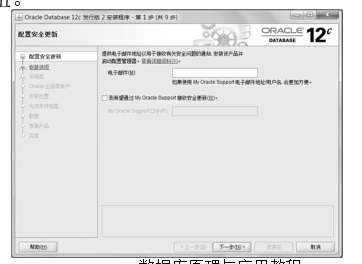 Oracle Database 12c 发行版 2 安装程序 - 第 1 步 (共 9 步)
配置安全更新
ORACLE DATABASE 12c
配置安全更新
安装选项
系统类
Oracle 主目录用户
安装位置
先决条件检查
概要
安装产品
完成
提供电子邮件地址以用于接收有关安全问题的通知, 安装该产品并
启动配置管理器。查看详细资料(V)。
电子邮件(M):
如果使用 My Oracle Support 电子邮件地址/用户名, 会更加方便。
我希望通过 My Oracle Support 接收安全更新(W)。
My Oracle Support 口令(P):
帮助(H)
<上一步(B)
下一步(N)>
安装(I)
取消
数据库原理与应用教程